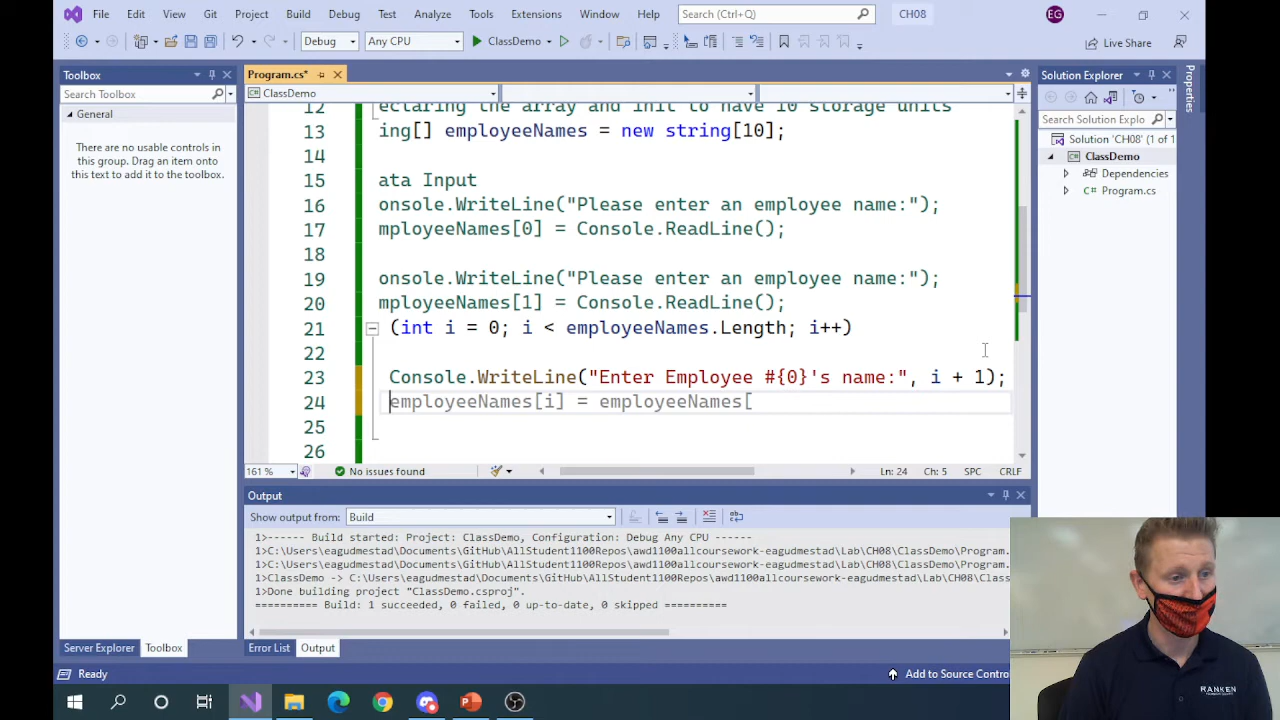 File Edit View Git Project Build Debug Test Analyze Tools Extensions Window Help Search (Ctrl+Q) CH08 EG
Debug Any CPU ClassDemo Live Share
Toolbox
Search Toolbox
General
There are no usable controls in
this group. Drag an item onto
this text to add it to the toolbox.
Program.cs*
ClassDemo
12 ectaring the array and init to have 10 storage units
13 ing[] employeeNames = new string[10];
14
15 ata Input
16 onsole.WriteLine("Please enter an employee name:");
17 mployeeNames[0] = Console.ReadLine();
18
19 onsole.WriteLine("Please enter an employee name:");
20 mployeeNames[1] = Console.ReadLine();
21 (int i = 0; i < employeeNames.Length; i++)
22
23 Console.WriteLine("Enter Employee #{0}'s name:", i + 1);
24 employeeNames[i] = employeeNames[
25
26
161 % No issues found Ln: 24 Ch: 5 SPC CRLF
Solution Explorer
Search Solution Explo
Solution 'CH08' (1 of 1
ClassDemo
Dependencies
Program.cs
Properties
Output
Show output from: Build
1>------ Build started: Project: ClassDemo, Configuration: Debug Any CPU ------
1>C:\Users\eagudmestad\Documents\GitHub\AllStudent1100Repos\awd1100allcoursework-eagudmestad\Lab\CH08\ClassDemo\Program.
1>C:\Users\eagudmestad\Documents\GitHub\AllStudent1100Repos\awd1100allcoursework-eagudmestad\Lab\CH08\ClassDemo\Program.
1>ClassDemo -> C:\Users\eagudmestad\Documents\GitHub\AllStudent1100Repos\awd1100allcoursework-eagudmestad\Lab\CH08\Class
1>Done building project "ClassDemo.csproj".
========== Build: 1 succeeded, 0 failed, 0 up-to-date, 0 skipped ==========
Server Explorer Toolbox Error List Output
Ready Add to Source Contro
RANKEN